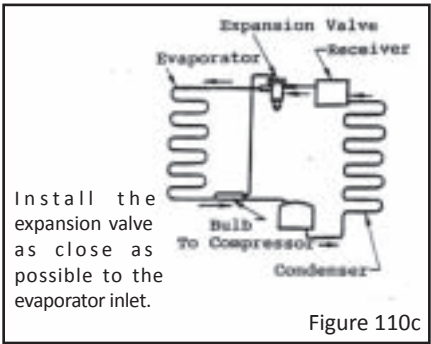 Expansion Valve
Receiver
Evaporator
Install the
expansion valve
as close as
possible to the
evaporator inlet.
Bulb
To Compressor
Condenser
Figure 110c